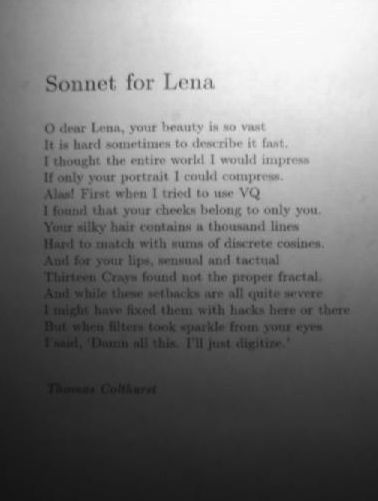 Sonnet for Lena
O dear Lena, your beauty is so vast
It is hard sometimes to describe it fast.
I thought the entire world I would impress
If only your portrait I could compress.
Alas! First when I tried to use VQ
I found that your cheeks belong to only you.
Your silky hair contains a thousand lines
Hard to match with sums of discrete cosines.
And for your lips, sensual and tactual
Thirteen Crays found not the proper fractal.
And while these setbacks are all quite severe
I might have fixed them with hacks here or there
But when filters took sparkle from your eyes
I said, 'Damn all this. I'll just digitize.'
Thomas Colthurst